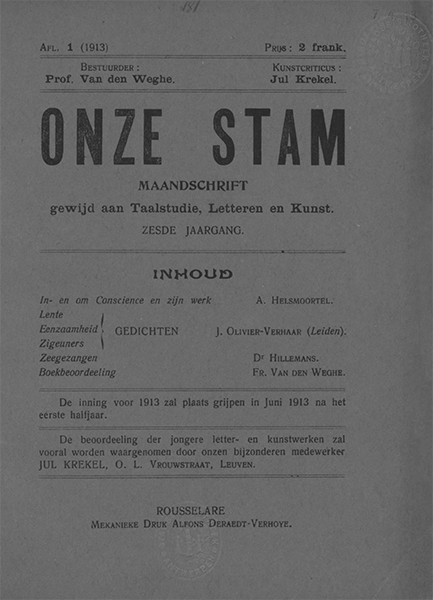 AFL. 1 (1913) PRIJS: 2 frank.
BESTUURDER: KUNSTCRITICUS:
Prof. Van den Weghe. Jul Krekel.
ONZE STAM
MAANDSCHRIFT
gewijd aan Taalstudie, Letteren en Kunst.
ZESDE JAARGANG.
INHOUD
In- en om Conscience en zijn werk A. HELSMOORTEL.
Lente
Eenzaamheid GEDICHTEN J. OLIVIER-VERHAAR (Leiden).
Zigeuners
Zeegezangen Dr HILLEMANS.
Boekbeoordeeling FR. VAN DEN WEGHE.
De inning voor 1913 zal plaats grijpen in Juni 1913 na het
eerste halfjaar.
De beoordeeling der jongere letter- en kunstwerken zal
vooral worden waargenomen door onzen bijzonderen medewerker
JUL KREKEL, O. L. VROUWSTRAAT, LEUVEN.
ROUSSELARE
MEKANIEKE DRUK ALFONS DERAEDT-VERHOYE.